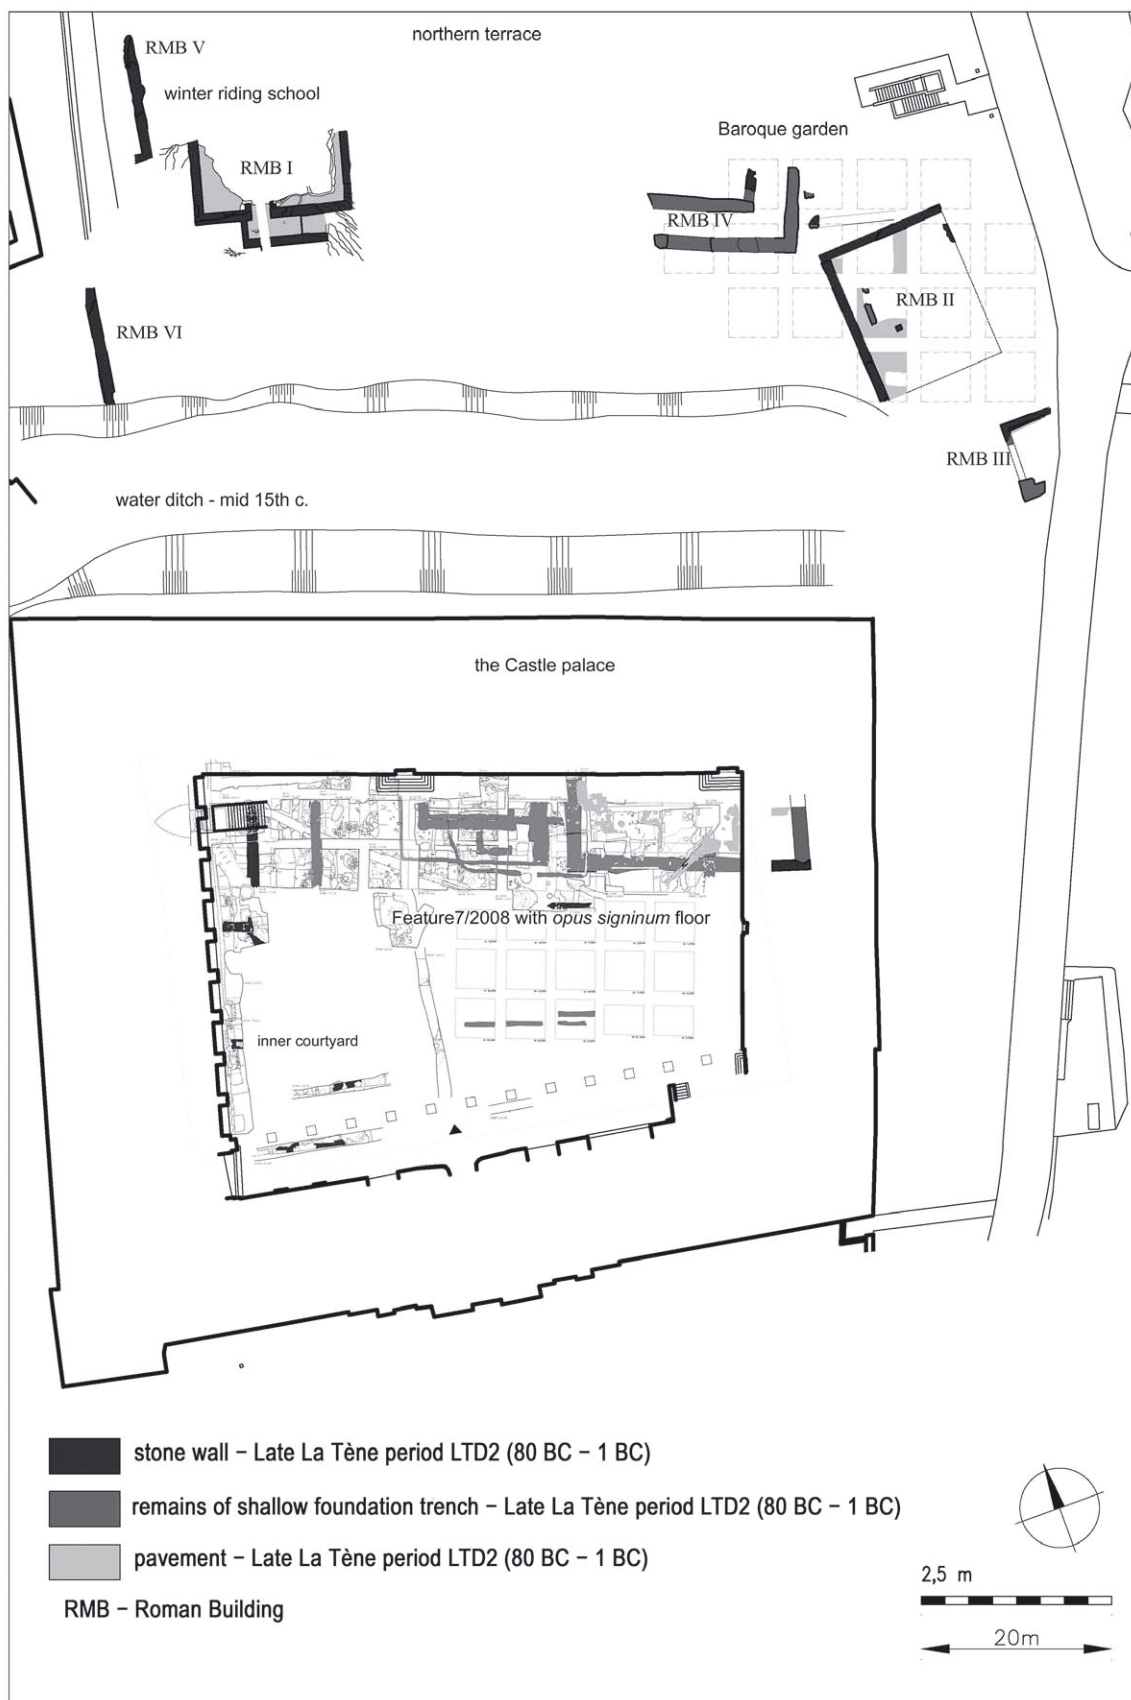 northern terrace
RMB V
winter riding school
Baroque garden
RMB I
RMB IV
RMB II
RMB VI
RMB III
water ditch - mid 15th c.
the Castle palace
Feature7/2008 with opus signinum floor
inner courtyard
stone wall – Late La Tène period LTD2 (80 BC – 1 BC)
remains of shallow foundation trench – Late La Tène period LTD2 (80 BC – 1 BC)
pavement – Late La Tène period LTD2 (80 BC – 1 BC)
RMB – Roman Building
2,5 m
20m